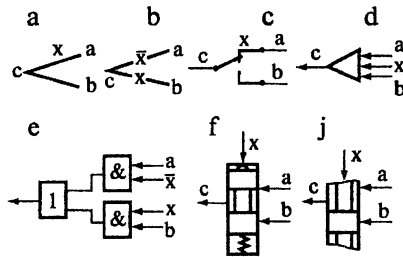 a b c d
x a x̄ a x a a
c c c x
b x b b b
e f j
& a x x
x̄ c a c a
1
& x b b
b